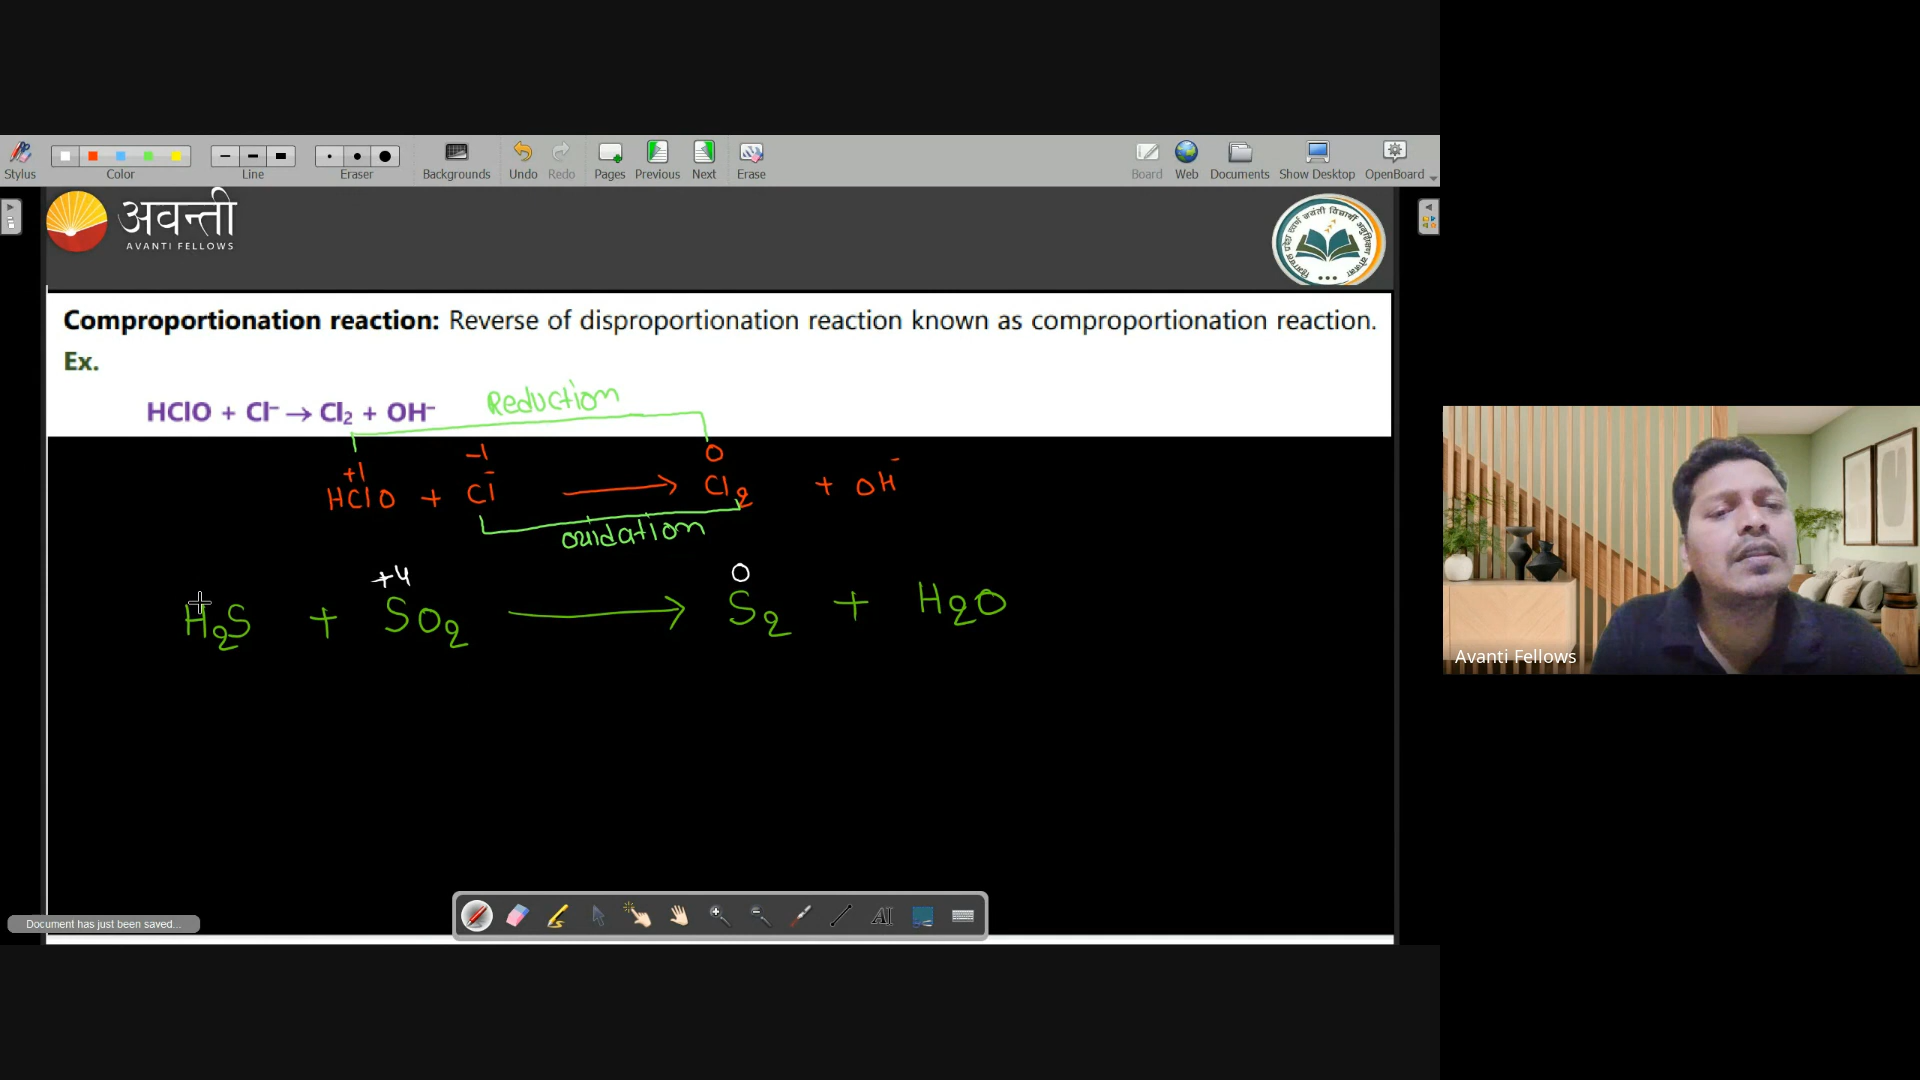 Stylus Color Line Eraser Backgrounds Undo Redo Pages Previous Next Erase Board Web Documents Show Desktop OpenBoard
अवन्ती
AVANTI FELLOWS
Comproportionation reaction: Reverse of disproportionation reaction known as comproportionation reaction.
Ex.
Reduction
HClO + Cl⁻ → Cl₂ + OH⁻
+1 -1 0
HClO + Cl⁻ → Cl₂ + OH⁻
ouidation
+4 0
H₂S + SO₂ → S₂ + H₂O
Avanti Fellows
Document has just been saved...